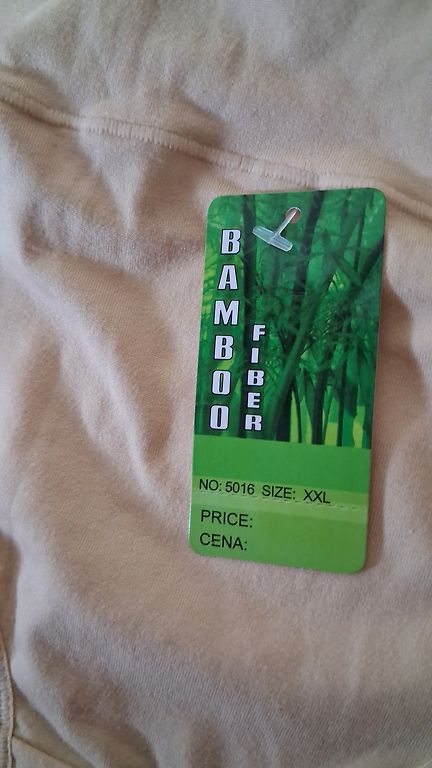 BAMBOO
FIBER
NO: 5016 SIZE: XXL
PRICE:
CENA: